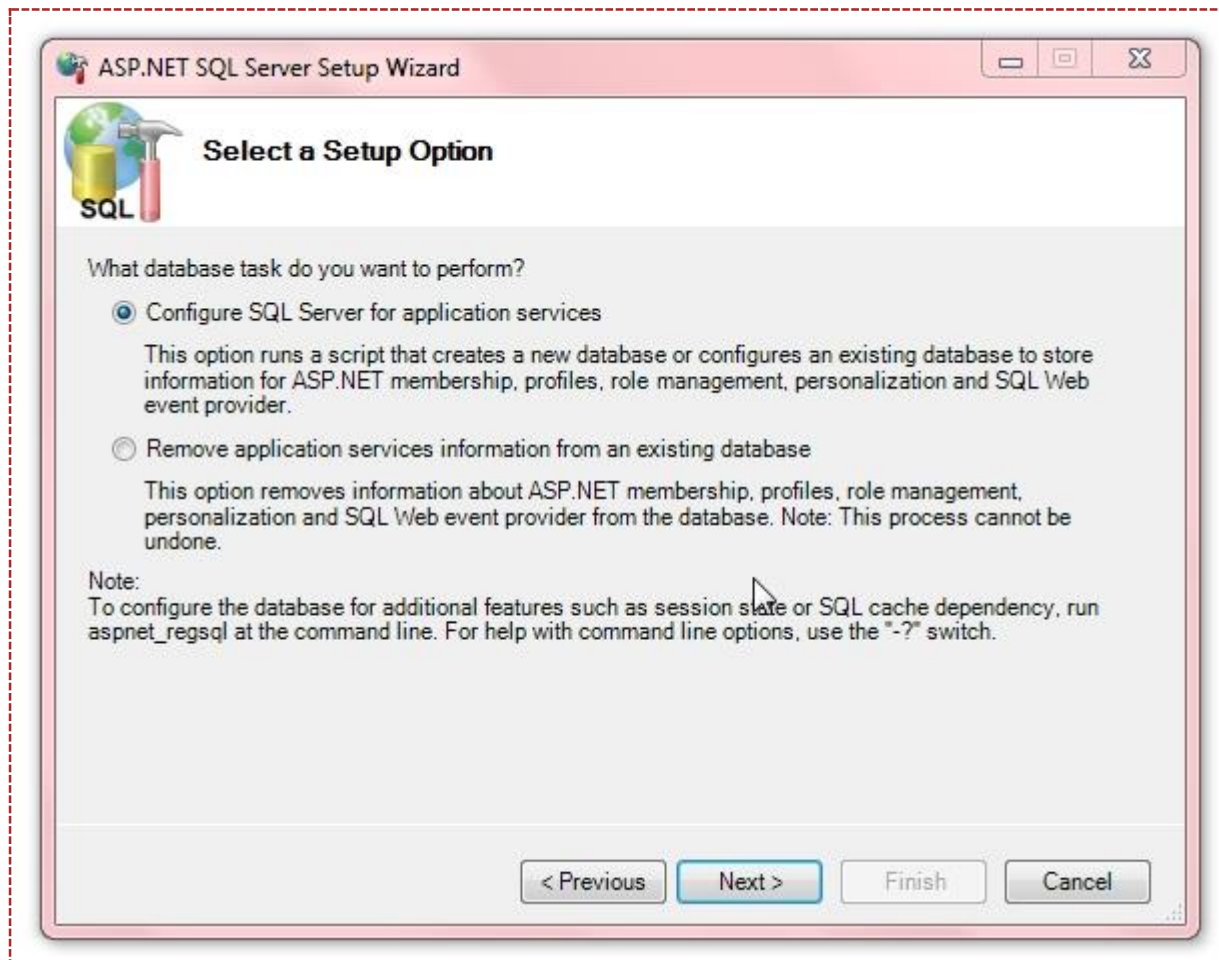 ASP.NET SQL Server Setup Wizard
Select a Setup Option
SQL
What database task do you want to perform?
Configure SQL Server for application services
This option runs a script that creates a new database or configures an existing database to store
information for ASP.NET membership, profiles, role management, personalization and SQL Web
event provider.
Remove application services information from an existing database
This option removes information about ASP.NET membership, profiles, role management,
personalization and SQL Web event provider from the database. Note: This process cannot be
undone.
Note:
To configure the database for additional features such as session state or SQL cache dependency, run
aspnet_regsql at the command line. For help with command line options, use the "-?" switch.
< Previous Next > Finish Cancel